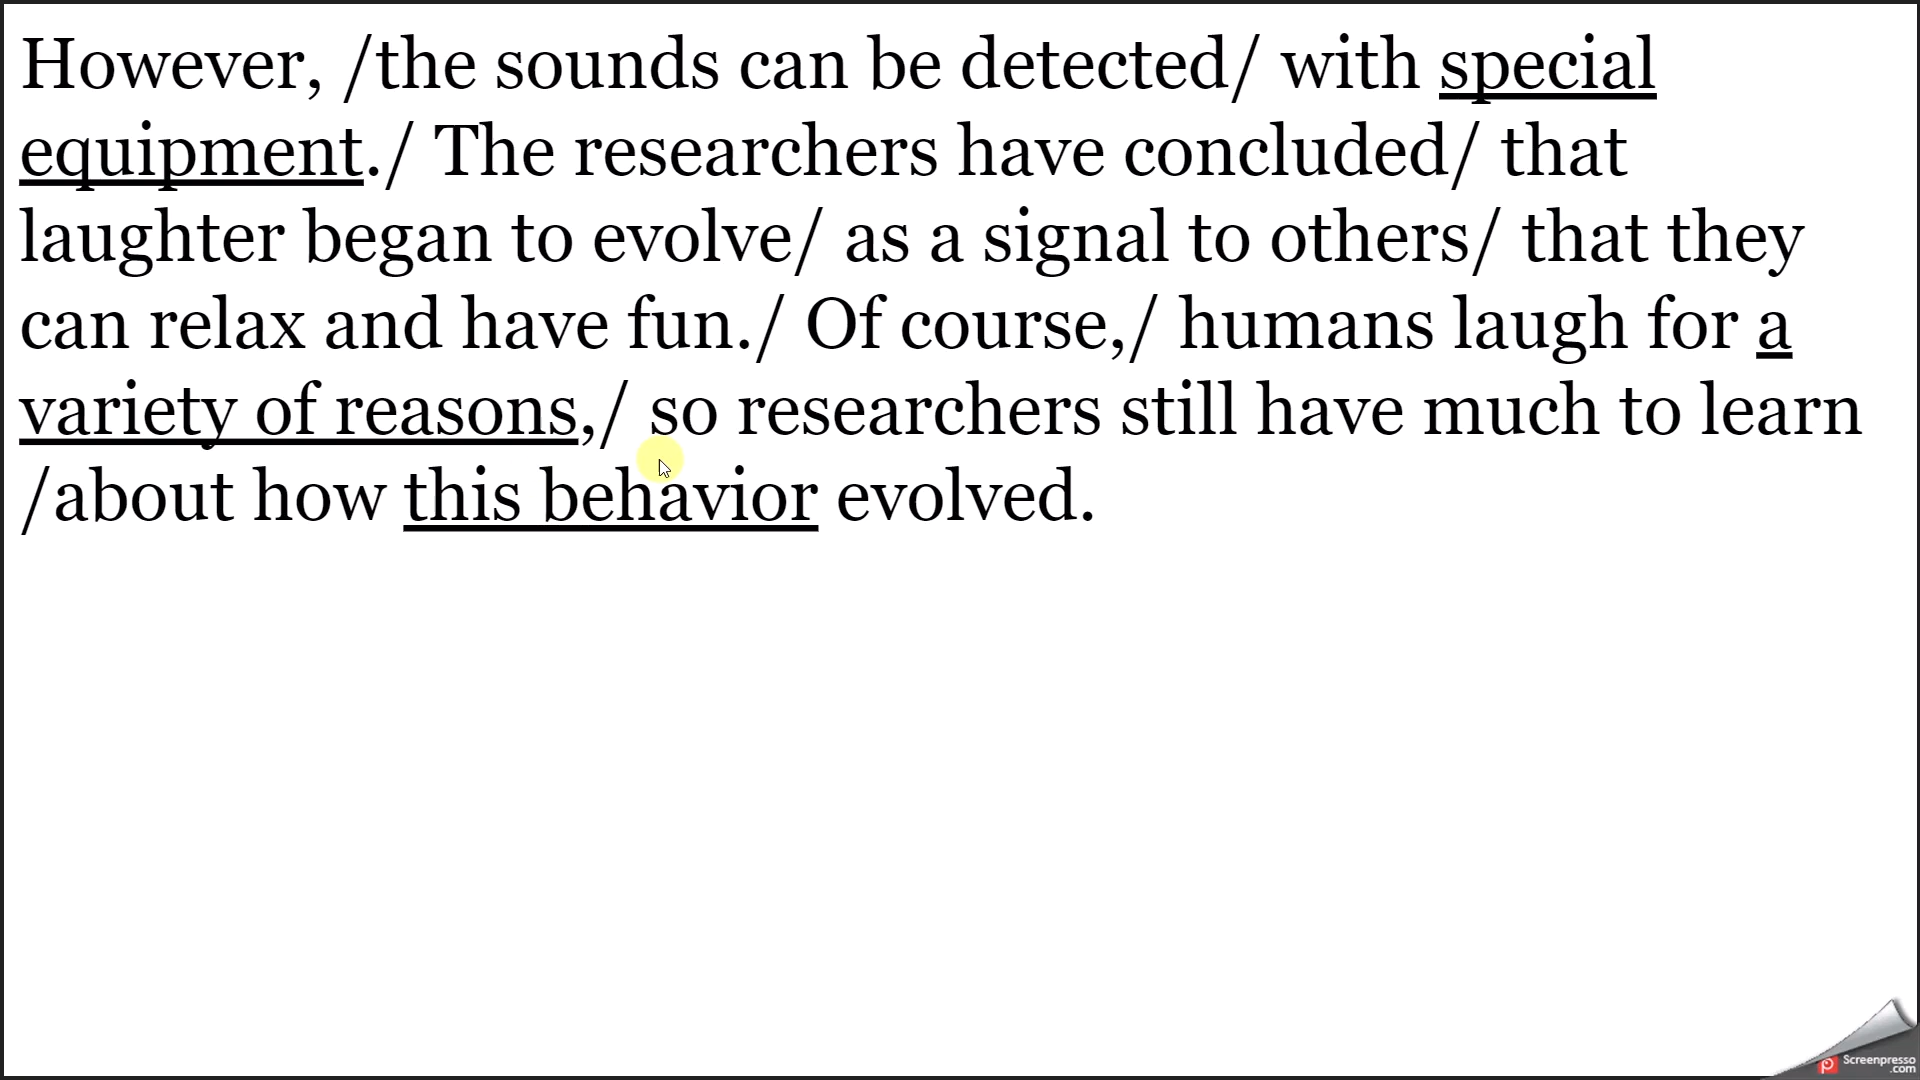 However, /the sounds can be detected/ with special
equipment./ The researchers have concluded/ that
laughter began to evolve/ as a signal to others/ that they
can relax and have fun./ Of course,/ humans laugh for a
variety of reasons,/ so researchers still have much to learn
/about how this behavior evolved.
Screenpresso
.com